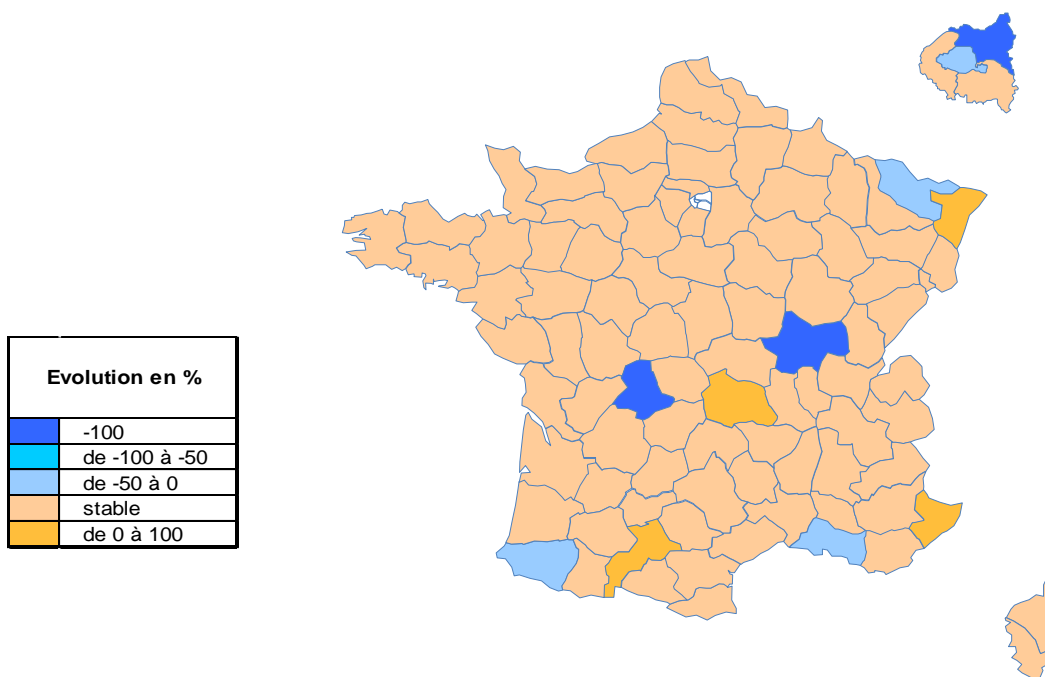 Evolution en %
-100
de -100 à -50
de -50 à 0
stable
de 0 à 100